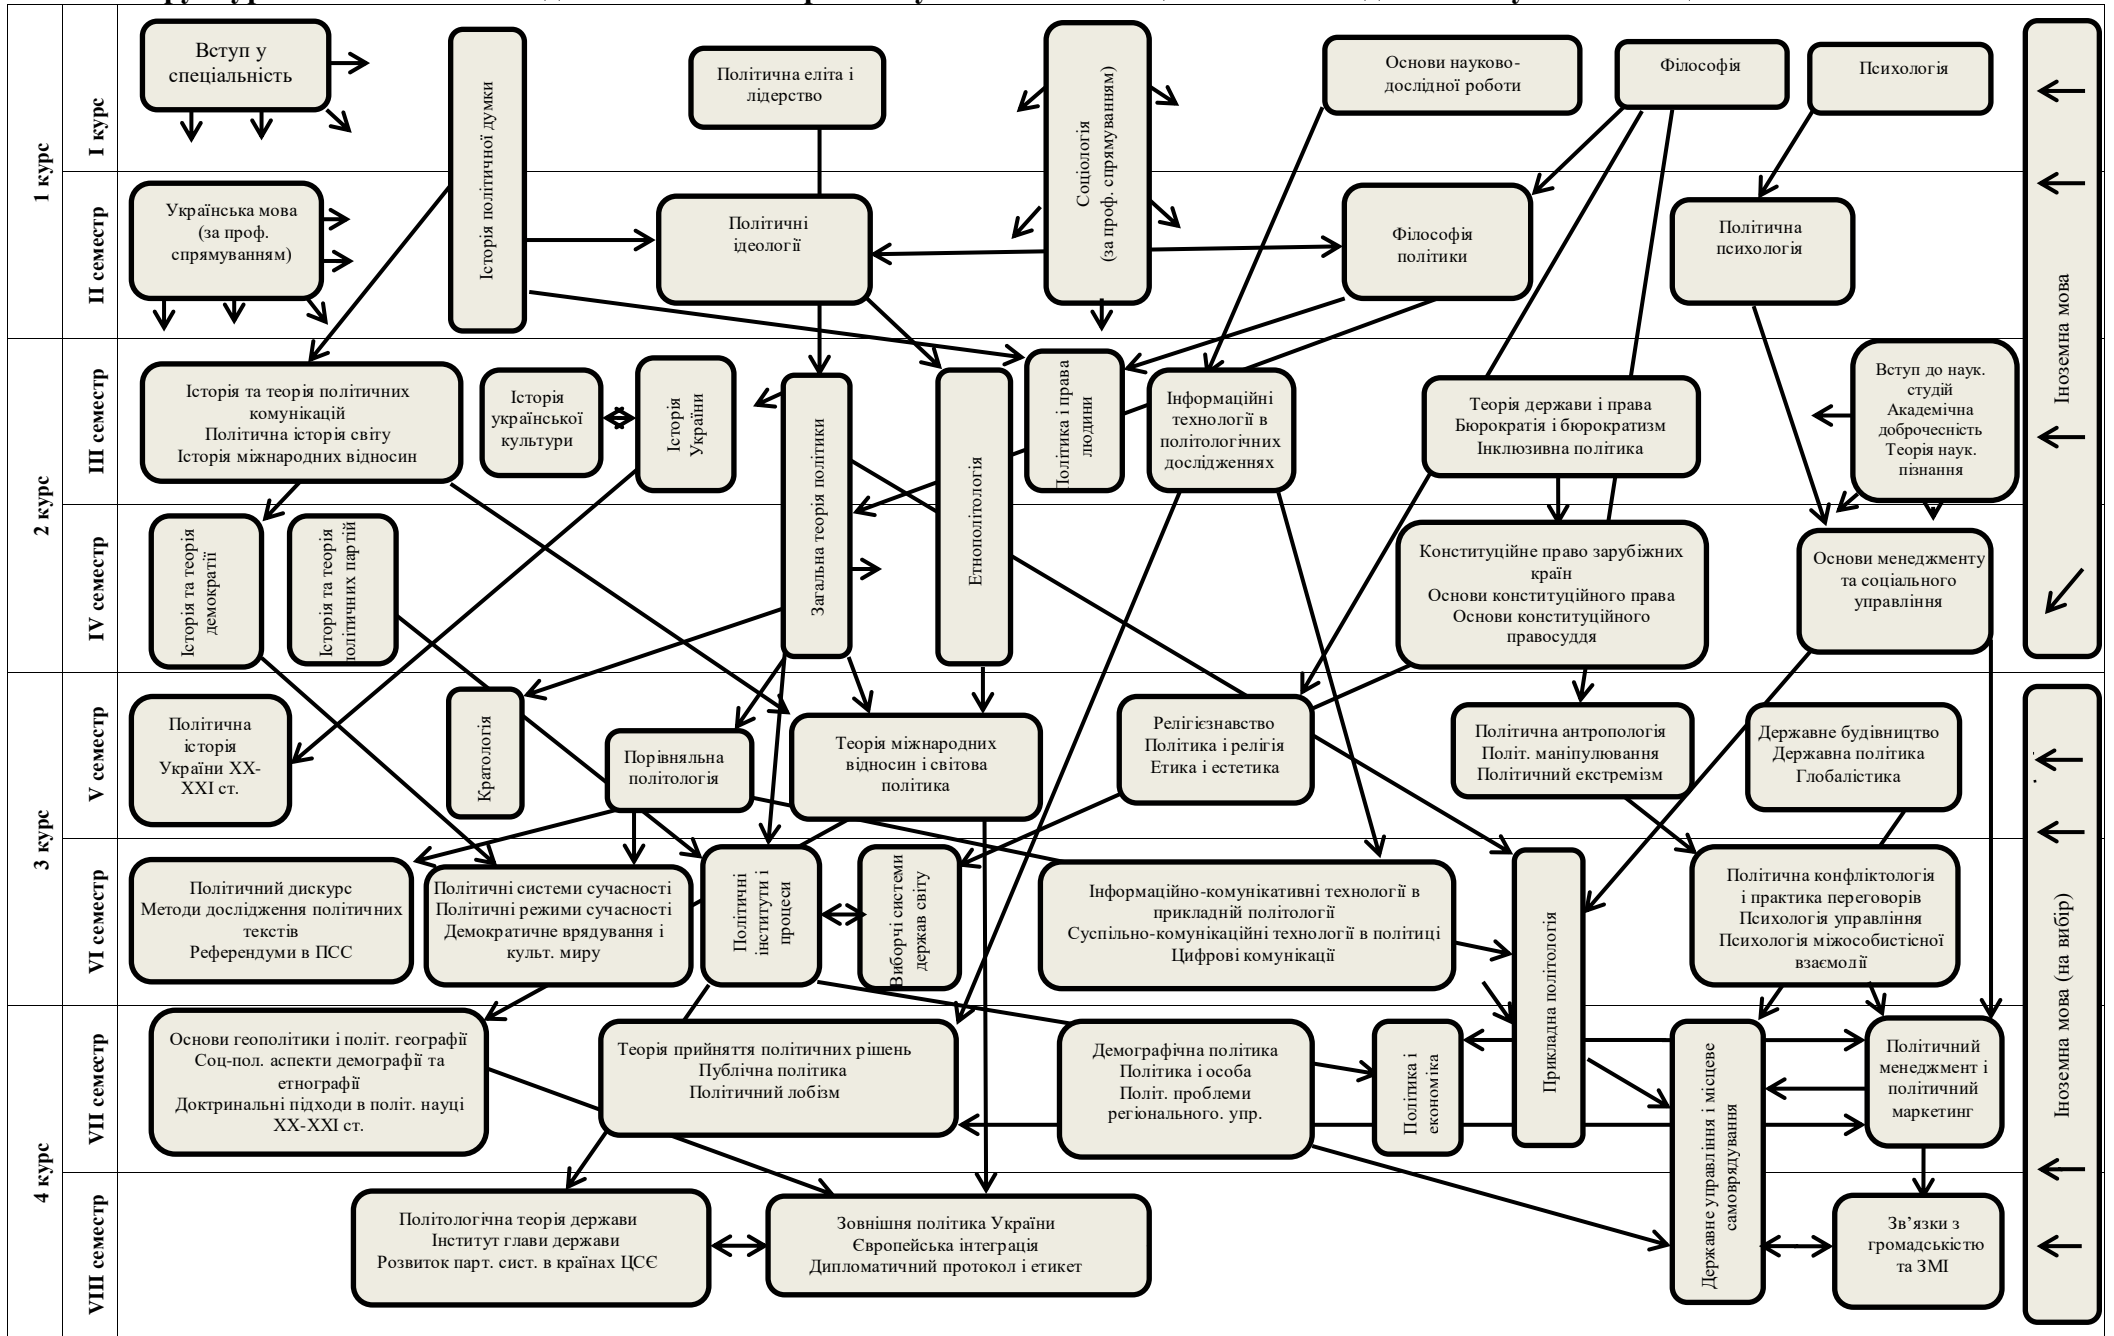 1 курс
2 курс
3 курс
4 курс
І курс
ІІ семестр
ІІІ семестр
IV семестр
V семестр
VI семестр
VII семестр
VIII семестр
Вступ у
спеціальність
Історія політичної думки
Політична еліта і
лідерство
Соціологія
(за проф. спрямуванням)
Основи науково-
дослідної роботи
Філософія
Психологія
Іноземна мова
Українська мова
(за проф.
спрямуванням)
Політичні
ідеології
Філософія
політики
Політична
психологія
Історія та теорія політичних
комунікацій
Політична історія світу
Історія міжнародних відносин
Історія
української
культури
Історія
України
Загальна теорія політики
Етнополітологія
Політика і права
людини
Інформаційні
технології в
політологічних
дослідженнях
Теорія держави і права
Бюрократія і бюрократизм
Інклюзивна політика
Вступ до наук.
студій
Академічна
доброчесність
Теорія наук.
пізнання
Історія та теорія
демократії
Історія та теорія
політичних партій
Конституційне право зарубіжних
країн
Основи конституційного права
Основи конституційного
правосуддя
Основи менеджменту
та соціального
управління
Політична
історія
України ХХ-
ХХІ ст.
Кратологія
Порівняльна
політологія
Теорія міжнародних
відносин і світова
політика
Релігієзнавство
Політика і релігія
Етика і естетика
Політична антропологія
Політ. маніпулювання
Політичний екстремізм
Державне будівництво
Державна політика
Глобалістика
Іноземна мова (на вибір)
Політичний дискурс
Методи дослідження політичних
текстів
Референдуми в ПСС
Політичні системи сучасності
Політичні режими сучасності
Демократичне врядування і
культ. миру
Політичні
інститути і
процеси
Виборчі системи
держав світу
Інформаційно-комунікативні технології в
прикладній політології
Суспільно-комунікаційні технології в політиці
Цифрові комунікації
Прикладна політологія
Політична конфліктологія
і практика переговорів
Психологія управління
Психологія міжособистісної
взаємодії
Основи геополітики і політ. географії
Соц-пол. аспекти демографії та
етнографії
Доктринальні підходи в політ. науці
ХХ-ХХІ ст.
Теорія прийняття політичних рішень
Публічна політика
Політичний лобізм
Демографічна політика
Політика і особа
Політ. проблеми
регіонального. упр.
Політика і
економіка
Державне управління і місцеве
самоврядування
Політичний
менеджмент і
політичний
маркетинг
Політологічна теорія держави
Інститут глави держави
Розвиток парт. сист. в країнах ЦСЄ
Зовнішня політика України
Європейська інтеграція
Дипломатичний протокол і етикет
Зв’язки з
громадськістю
та ЗМІ